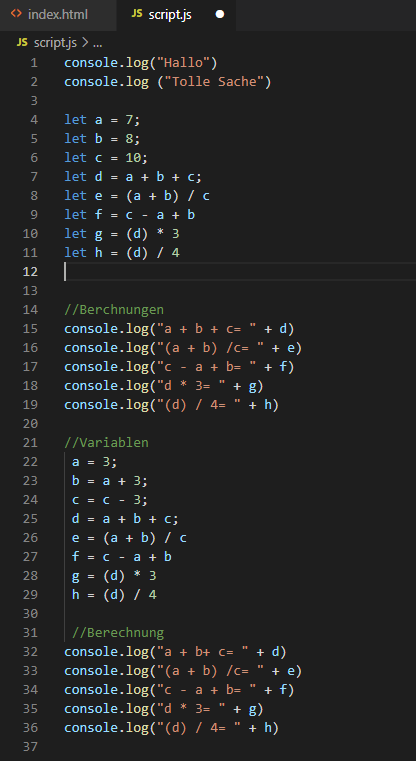 <> index.html JS script.js ●
JS script.js > ...
1 console.log("Hallo")
2 console.log ("Tolle Sache")
3
4 let a = 7;
5 let b = 8;
6 let c = 10;
7 let d = a + b + c;
8 let e = (a + b) / c
9 let f = c - a + b
10 let g = (d) * 3
11 let h = (d) / 4
12
13
14 //Berchnungen
15 console.log("a + b + c= " + d)
16 console.log("(a + b) /c= " + e)
17 console.log("c - a + b= " + f)
18 console.log("d * 3= " + g)
19 console.log("(d) / 4= " + h)
20
21 //Variablen
22 a = 3;
23 b = a + 3;
24 c = c - 3;
25 d = a + b + c;
26 e = (a + b) / c
27 f = c - a + b
28 g = (d) * 3
29 h = (d) / 4
30
31 //Berechnung
32 console.log("a + b+ c= " + d)
33 console.log("(a + b) /c= " + e)
34 console.log("c - a + b= " + f)
35 console.log("d * 3= " + g)
36 console.log("(d) / 4= " + h)
37